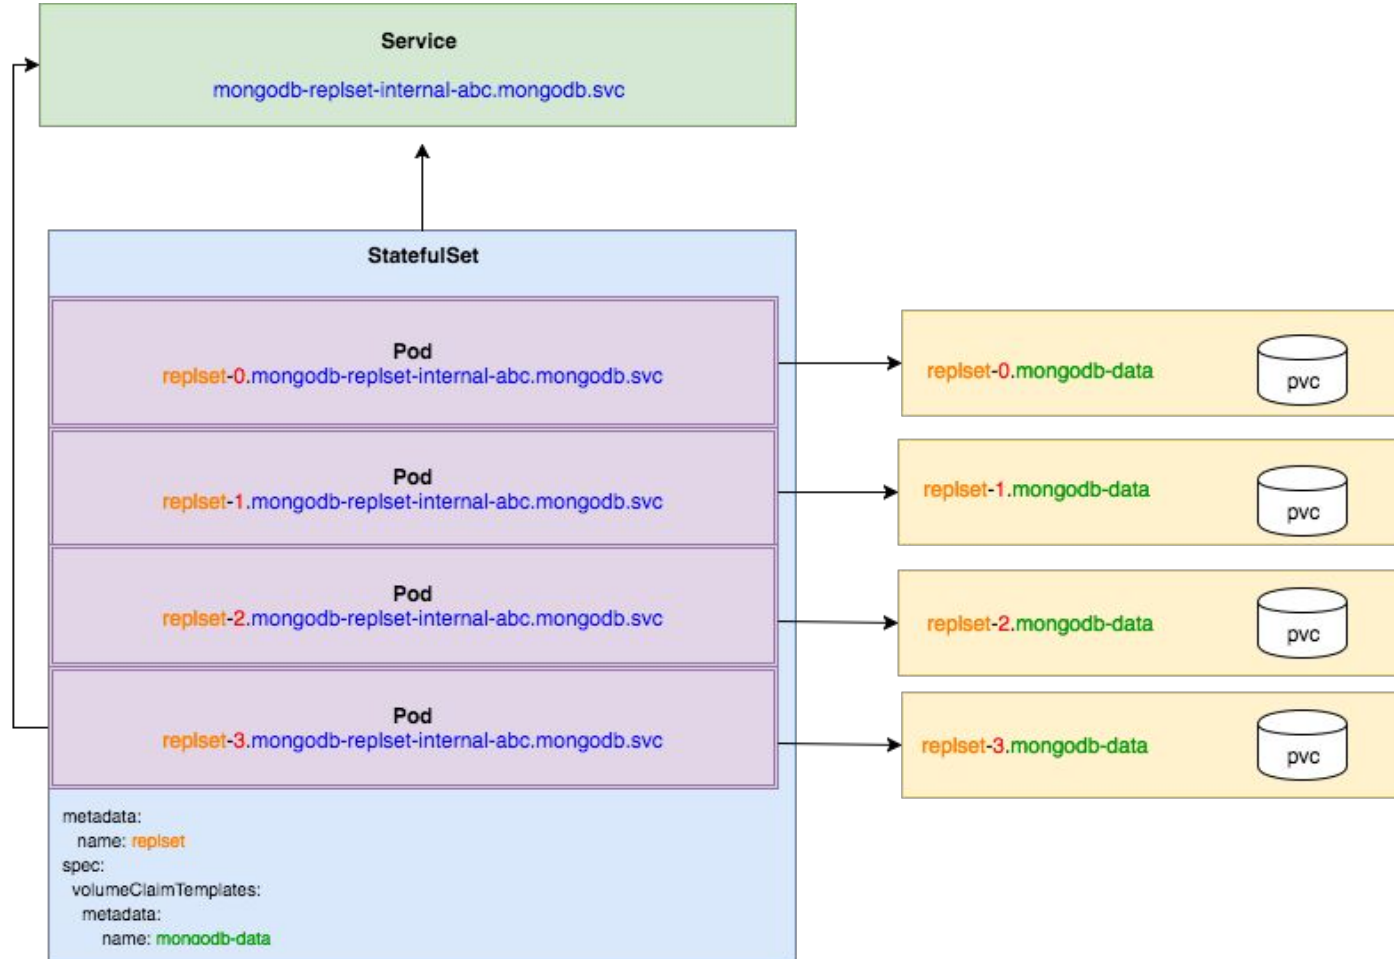 Service
mongodb-replset-internal-abc.mongodb.svc
StatefulSet
Pod
replset-0.mongodb-replset-internal-abc.mongodb.svc
replset-0.mongodb-data
pvc
Pod
replset-1.mongodb-replset-internal-abc.mongodb.svc
replset-1.mongodb-data
pvc
Pod
replset-2.mongodb-replset-internal-abc.mongodb.svc
replset-2.mongodb-data
pvc
Pod
replset-3.mongodb-replset-internal-abc.mongodb.svc
replset-3.mongodb-data
pvc
metadata:
name: replset
spec:
volumeClaimTemplates:
metadata:
name: mongodb-data